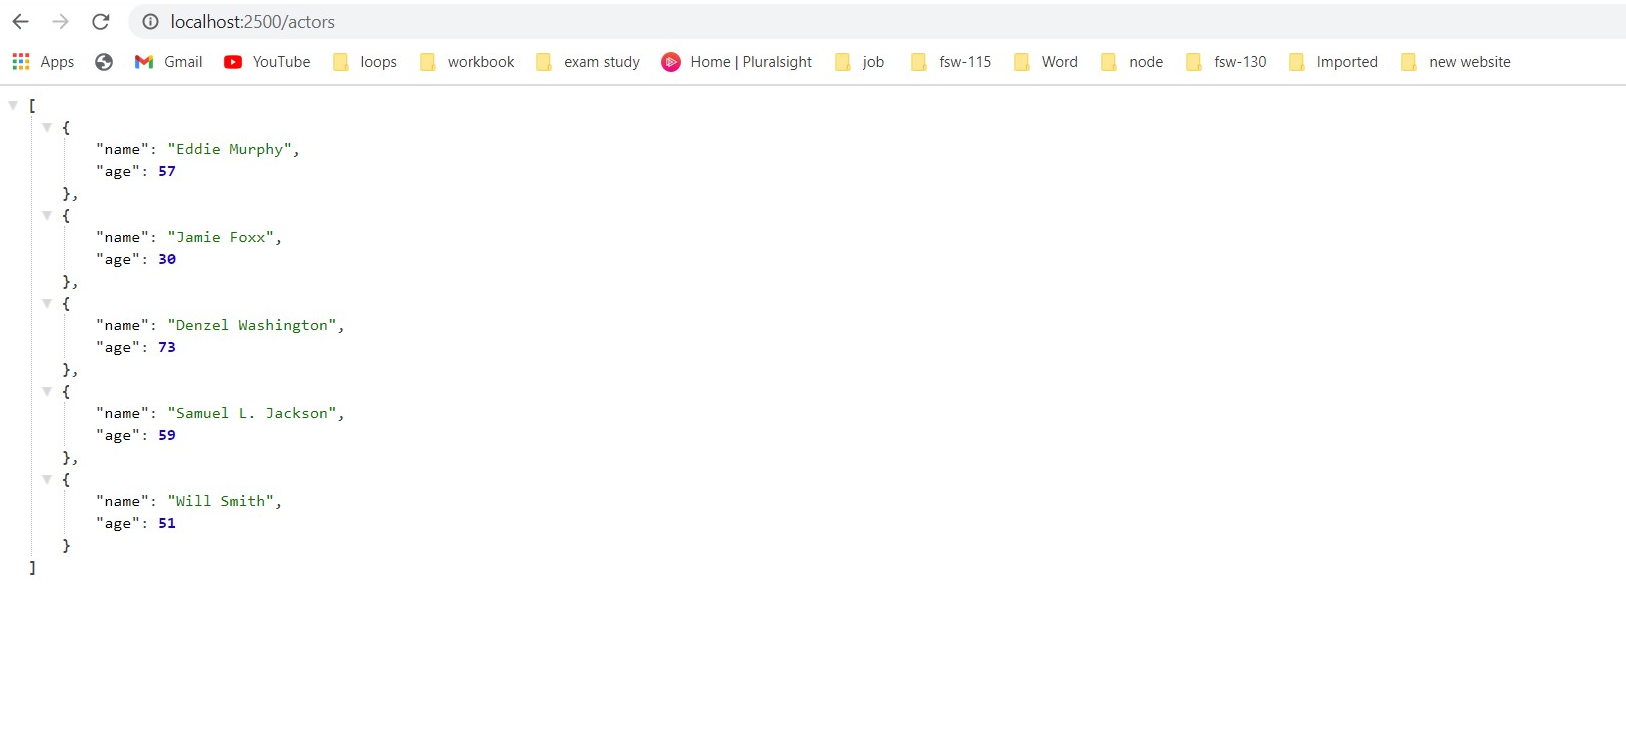 localhost:2500/actors
Apps Gmail YouTube loops workbook exam study Home | Pluralsight job fsw-115 Word node fsw-130 Imported new website
[
{
"name": "Eddie Murphy",
"age": 57
},
{
"name": "Jamie Foxx",
"age": 30
},
{
"name": "Denzel Washington",
"age": 73
},
{
"name": "Samuel L. Jackson",
"age": 59
},
{
"name": "Will Smith",
"age": 51
}
]